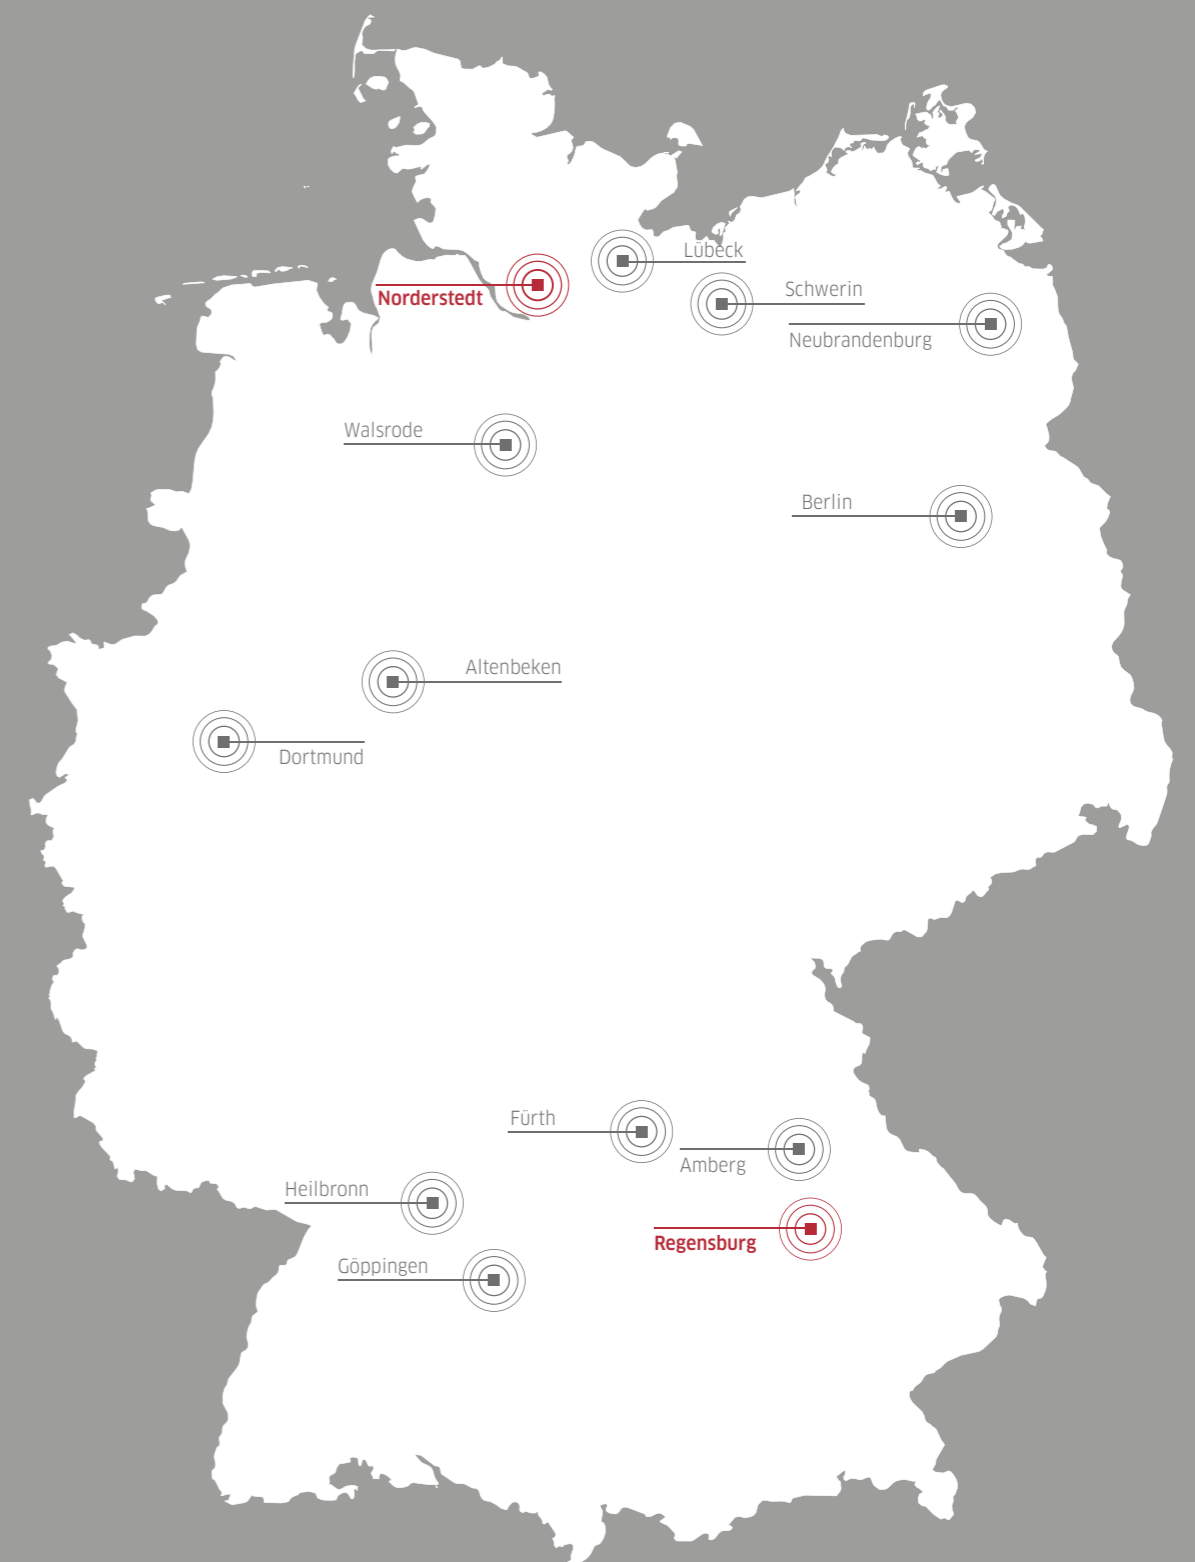 Lübeck
Schwerin
Norderstedt
Neubrandenburg
Walsrode
Berlin
Altenbeken
Dortmund
Fürth
Amberg
Heilbronn
Regensburg
Göppingen